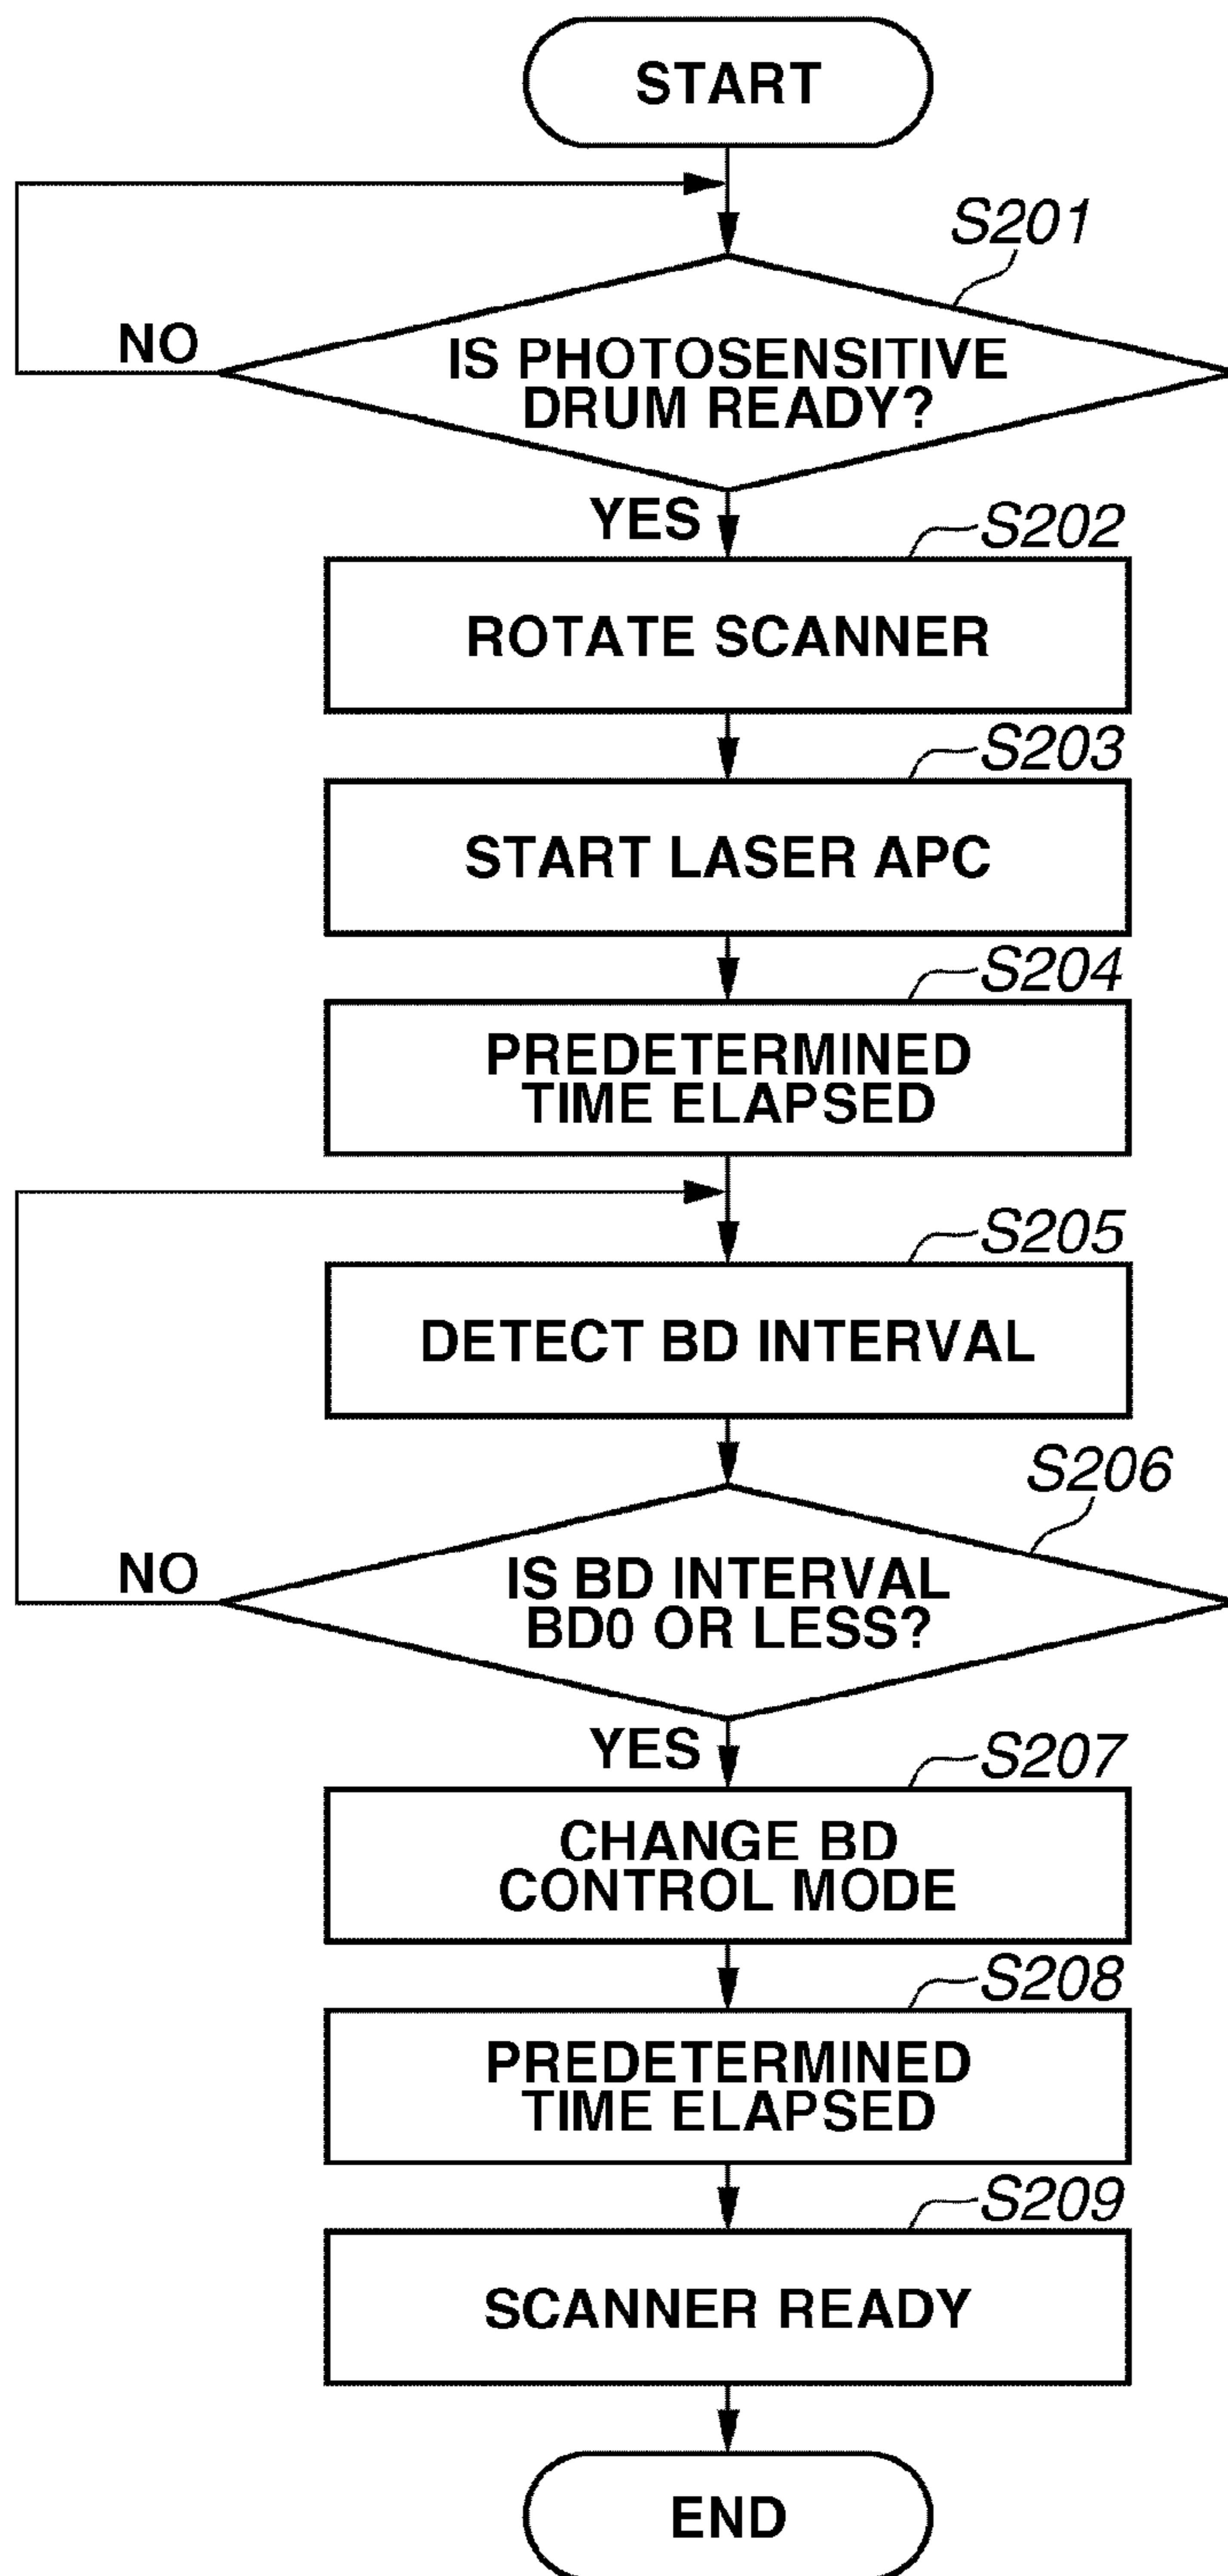 START
S201
NO
IS PHOTOSENSITIVE
DRUM READY?
YES
S202
ROTATE SCANNER
S203
START LASER APC
S204
PREDETERMINED
TIME ELAPSED
S205
DETECT BD INTERVAL
S206
NO
IS BD INTERVAL
BD0 OR LESS?
YES
S207
CHANGE BD
CONTROL MODE
S208
PREDETERMINED
TIME ELAPSED
S209
SCANNER READY
END